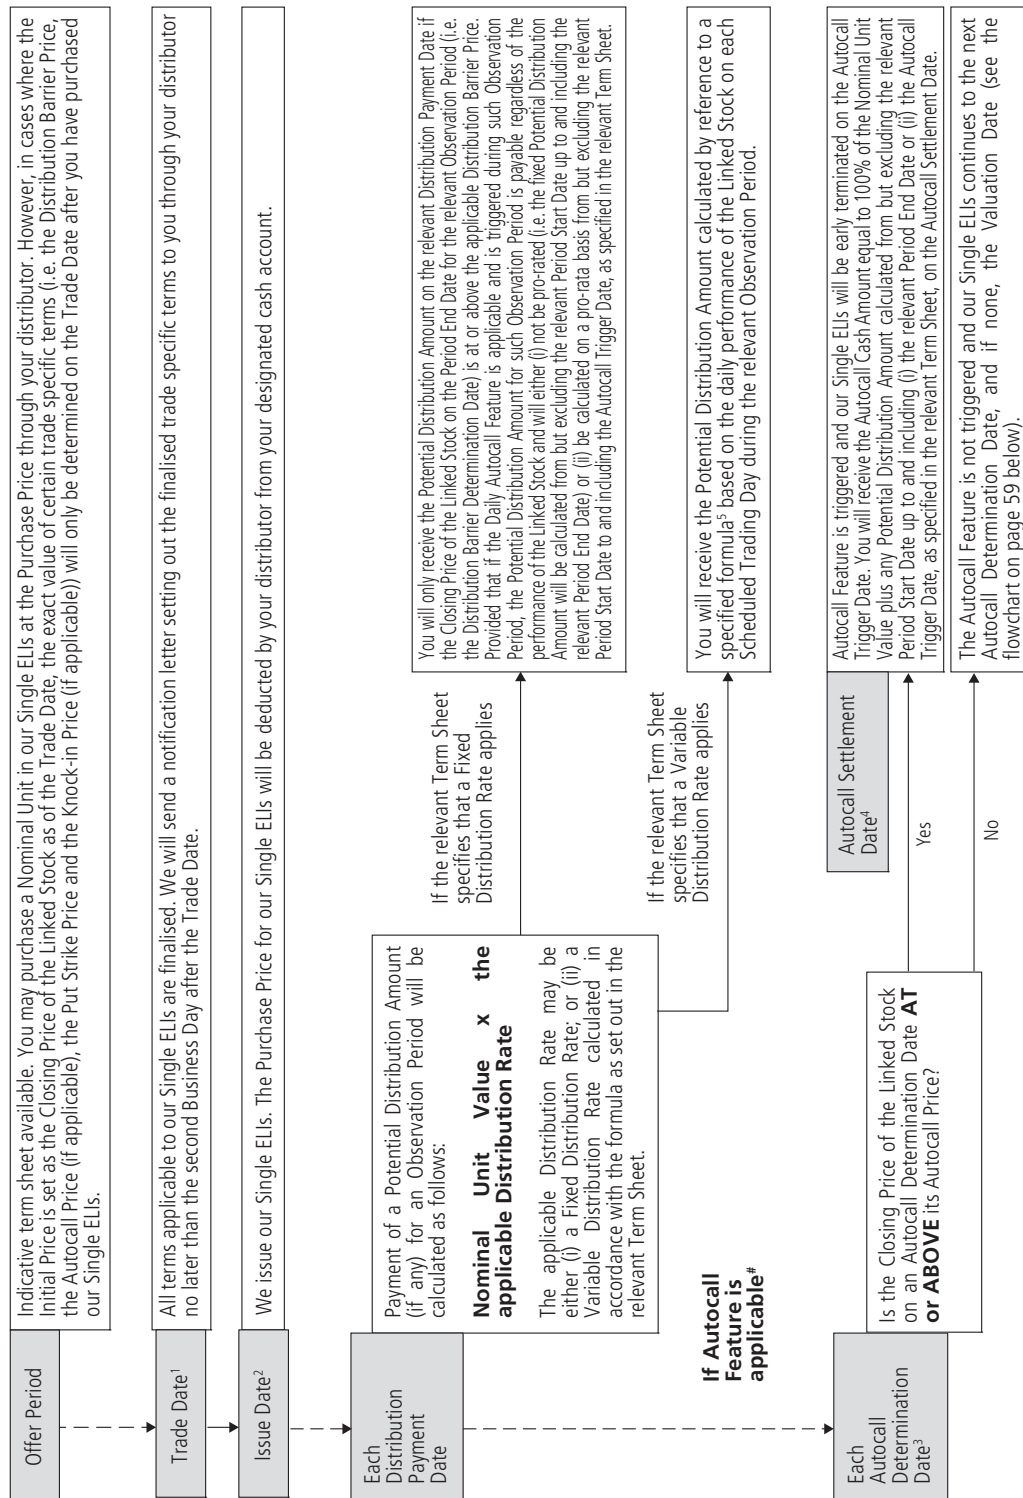 Offer Period
Indicative term sheet available. You may purchase a Nominal Unit in our Single ELIs at the Purchase Price through your distributor. However, in cases where the
Initial Price is set as the Closing Price of the Linked Stock as of the Trade Date, the exact value of certain trade specific terms (i.e. the Distribution Barrier Price,
the Autocall Price (if applicable), the Put Strike Price and the Knock-in Price (if applicable)) will only be determined on the Trade Date after you have purchased
our Single ELIs.
Trade Date1
All terms applicable to our Single ELIs are finalised. We will send a notification letter setting out the finalised trade specific terms to you through your distributor
no later than the second Business Day after the Trade Date.
Issue Date2
We issue our Single ELIs. The Purchase Price for our Single ELIs will be deducted by your distributor from your designated cash account.
Each
Distribution
Payment
Date
Payment of a Potential Distribution Amount
(if any) for an Observation Period will be
calculated as follows:
Nominal Unit Value x the
applicable Distribution Rate
The applicable Distribution Rate may be
either (i) a Fixed Distribution Rate; or (ii) a
Variable Distribution Rate calculated in
accordance with the formula as set out in the
relevant Term Sheet.
If the relevant Term Sheet
specifies that a Fixed
Distribution Rate applies
You will only receive the Potential Distribution Amount on the relevant Distribution Payment Date if
the Closing Price of the Linked Stock on the Period End Date for the relevant Observation Period (i.e.
the Distribution Barrier Determination Date) is at or above the applicable Distribution Barrier Price.
Provided that if the Daily Autocall Feature is applicable and is triggered during such Observation
Period, the Potential Distribution Amount for such Observation Period is payable regardless of the
performance of the Linked Stock and will either (i) not be pro-rated (i.e. the fixed Potential Distribution
Amount will be calculated from but excluding the relevant Period Start Date up to and including the
relevant Period End Date) or (ii) be calculated on a pro-rata basis from but excluding the relevant
Period Start Date to and including the Autocall Trigger Date, as specified in the relevant Term Sheet.
If the relevant Term Sheet
specifies that a Variable
Distribution Rate applies
You will receive the Potential Distribution Amount calculated by reference to a
specified formula5 based on the daily performance of the Linked Stock on each
Scheduled Trading Day during the relevant Observation Period.
If Autocall
Feature is
applicable#
Each
Autocall
Determination
Date3
Is the Closing Price of the Linked Stock
on an Autocall Determination Date AT
or ABOVE its Autocall Price?
Autocall Settlement
Date4
Yes
Autocall Feature is triggered and our Single ELIs will be early terminated on the Autocall
Trigger Date. You will receive the Autocall Cash Amount equal to 100% of the Nominal Unit
Value plus any Potential Distribution Amount calculated from but excluding the relevant
Period Start Date up to and including (i) the relevant Period End Date or (ii) the Autocall
Trigger Date, as specified in the relevant Term Sheet, on the Autocall Settlement Date.
No
The Autocall Feature is not triggered and our Single ELIs continues to the next
Autocall Determination Date, and if none, the Valuation Date (see the
flowchart on page 59 below).